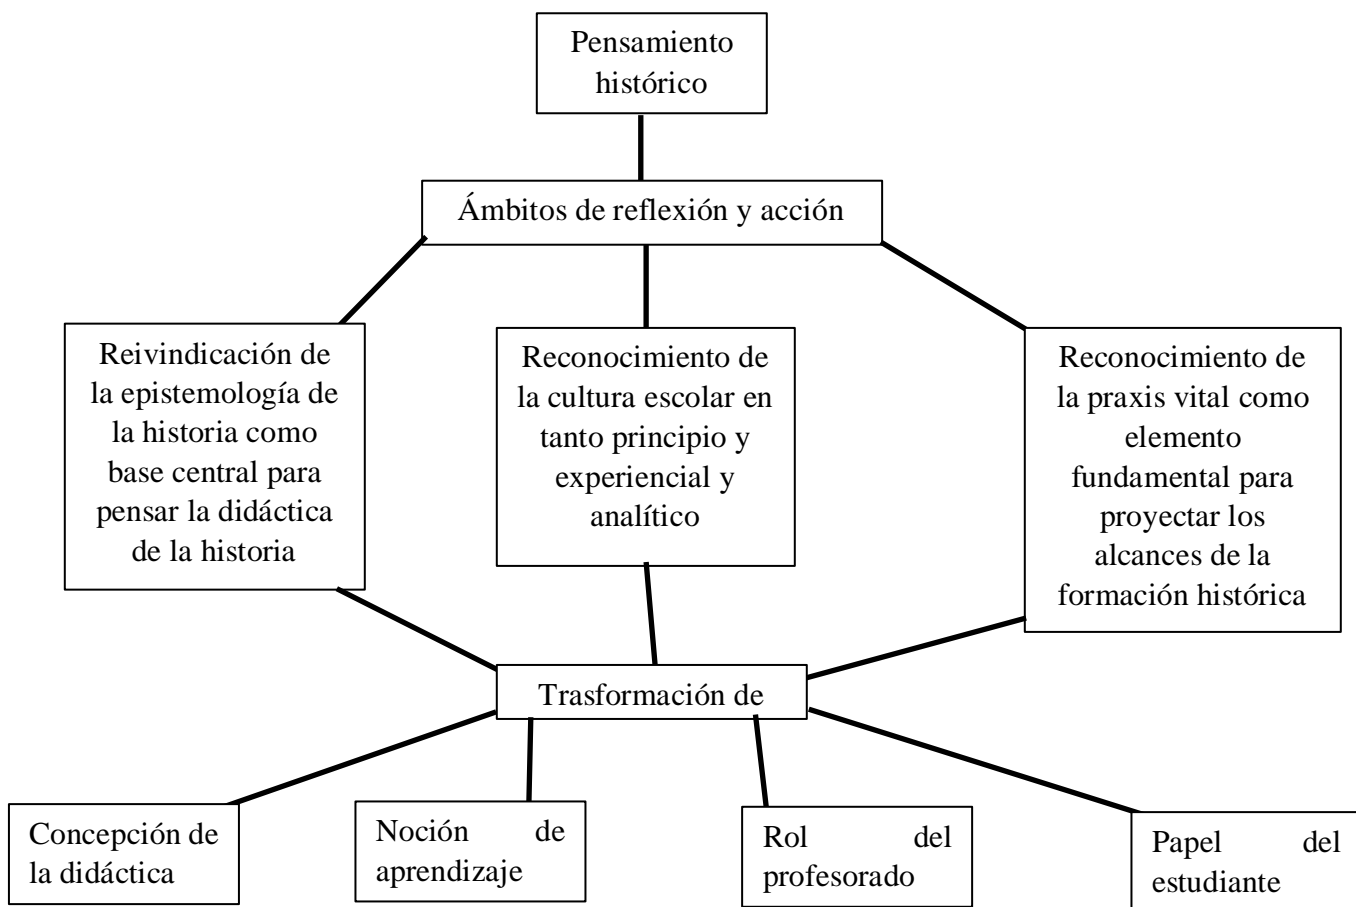 Pensamiento
histórico
Ámbitos de reflexión y acción
Reivindicación de
la epistemología de
la historia como
base central para
pensar la didáctica
de la historia
Reconocimiento de
la cultura escolar en
tanto principio y
experiencial y
analítico
Reconocimiento de
la praxis vital como
elemento
fundamental para
proyectar los
alcances de la
formación histórica
Trasformación de
Concepción de
la didáctica
Noción de
aprendizaje
Rol del
profesorado
Papel del
estudiante